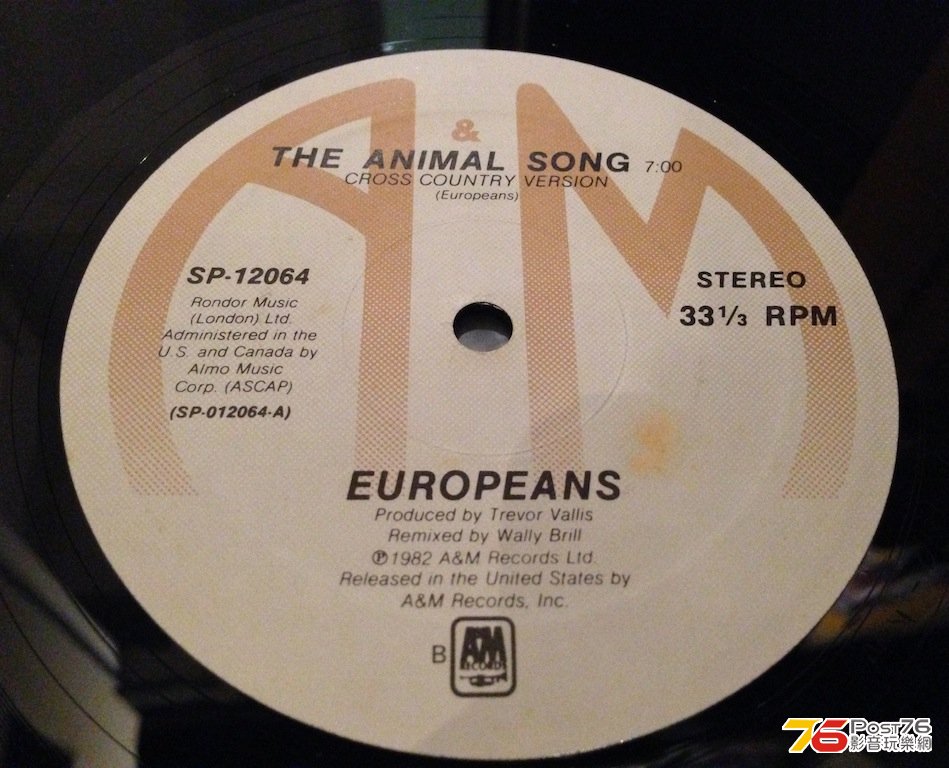 A & M
THE ANIMAL SONG 7:00
CROSS COUNTRY VERSION
(Europeans)
SP-12064
Rondor Music
(London) Ltd.
Administered in the
U.S. and Canada by
Almo Music
Corp. (ASCAP)
(SP-012064-A)
STEREO
33 1/3 RPM
EUROPEANS
Produced by Trevor Vallis
Remixed by Wally Brill
℗1982 A&M Records Ltd.
Released in the United States by
A&M Records, Inc.
B
A&M
RECORDS
76 Post76
影音玩樂網